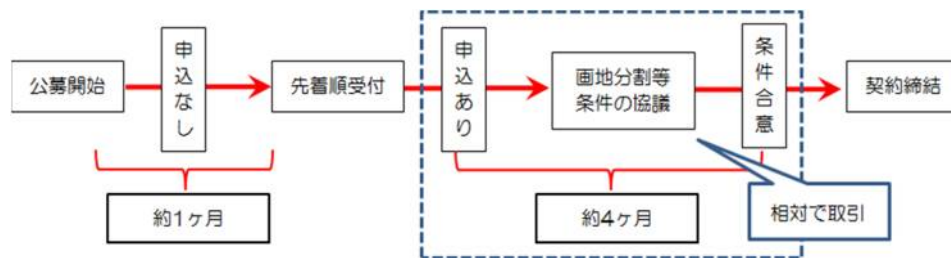 公募開始
申込なし
先着順受付
申込あり
画地分割等
条件の協議
条件合意
契約締結
約1ヶ月
約4ヶ月
相対で取引